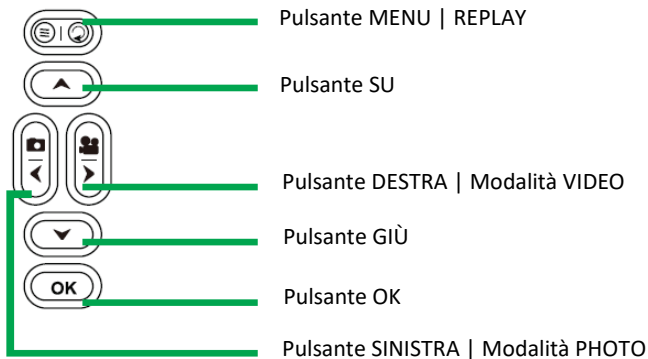 Pulsante MENU | REPLAY
Pulsante SU
Pulsante DESTRA | Modalità VIDEO
Pulsante GIÙ
OK
Pulsante OK
Pulsante SINISTRA | Modalità PHOTO